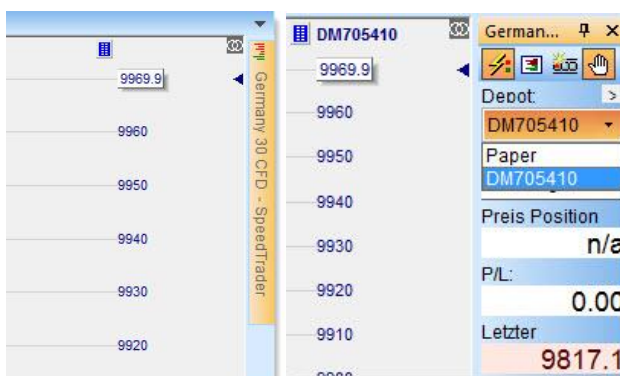 9969.9
9960
9950
9940
9930
9920
Germany 30 CFD - SpeedTrader
DM705410
9969.9
9960
9950
9940
9930
9920
9910
German...
Depot:
DM705410
Paper
DM705410
Preis Position
n/a
P/L:
0.00
Letzter
9817.1